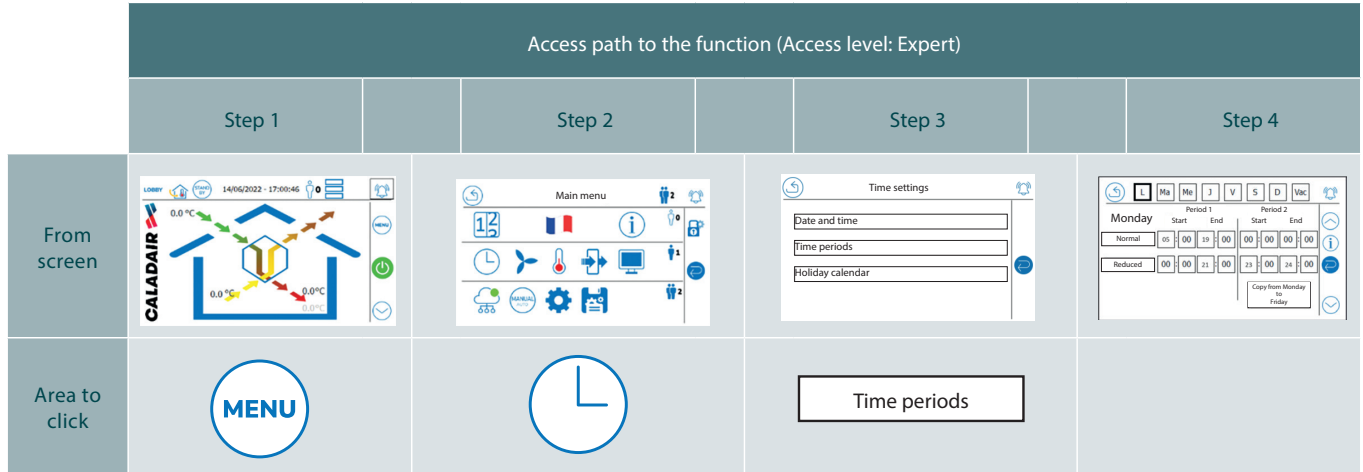 Access path to the function (Access level: Expert)
Step 1
Step 2
Step 3
Step 4
From
screen
LOBBY
STAND
BY
14/06/2022 - 17:00:46
0
0.0 °C
MENU
CALADAIR
0.0 °C
0.0°C
0.0°C
Main menu
2
12
3
i
0
1
MANUAL
AUTO
2
Time settings
Date and time
Time periods
Holiday calendar
L Ma Me J V S D Vac
Monday
Period 1
Period 2
Start End Start End
Normal 05 : 00 19 : 00 00 : 00 00 : 00
i
Reduced 00 : 00 21 : 00 23 : 00 24 : 00
Copy from Monday
to
Friday
Area to
click
MENU
Time periods